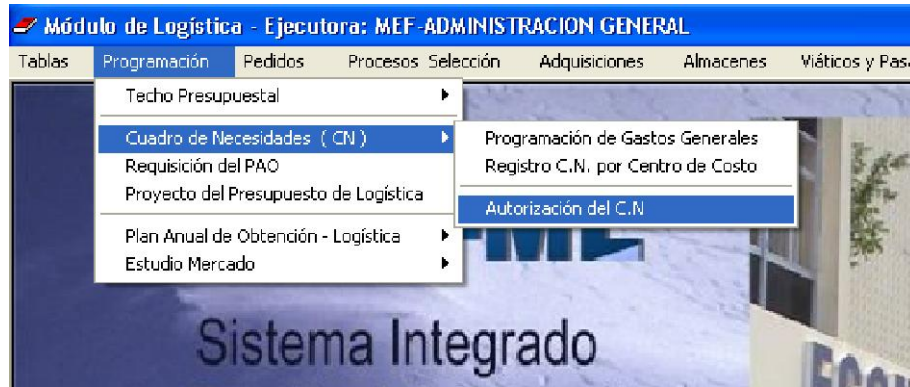 Módulo de Logística - Ejecutora: MEF-ADMINISTRACION GENERAL
Tablas Programación Pedidos Procesos Selección Adquisiciones Almacenes Viáticos y
Techo Presupuestal
Cuadro de Necesidades ( CN )
Requisición del PAO
Proyecto del Presupuesto de Logística
Plan Anual de Obtención - Logística
Estudio Mercado
Programación de Gastos Generales
Registro C.N. por Centro de Costo
Autorización del C.N
Sistema Integrado